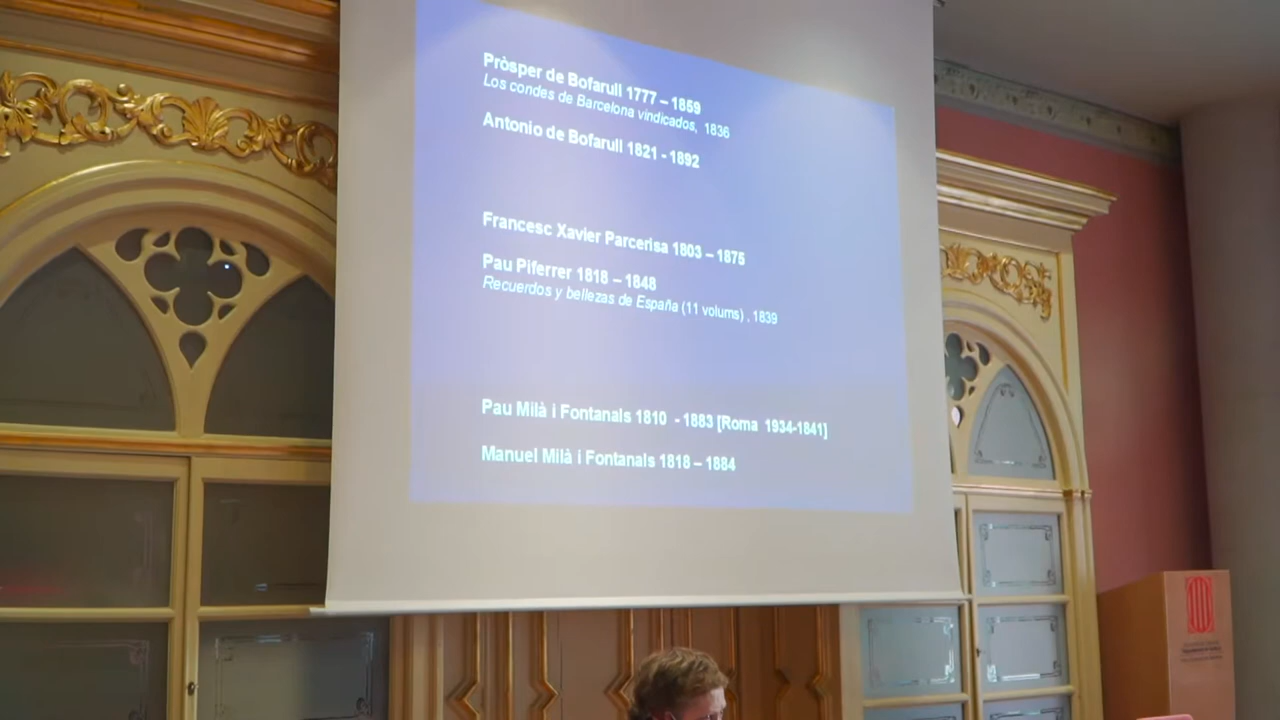 Pròsper de Bofarull 1777 – 1859
Los condes de Barcelona vindicados, 1836
Antonio de Bofarull 1821 - 1892
Francesc Xavier Parcerisa 1803 – 1875
Pau Piferrer 1818 – 1848
Recuerdos y bellezas de España (11 volums) . 1839
Pau Milà i Fontanals 1810 - 1883 [Roma 1934-1841]
Manuel Milà i Fontanals 1818 – 1884